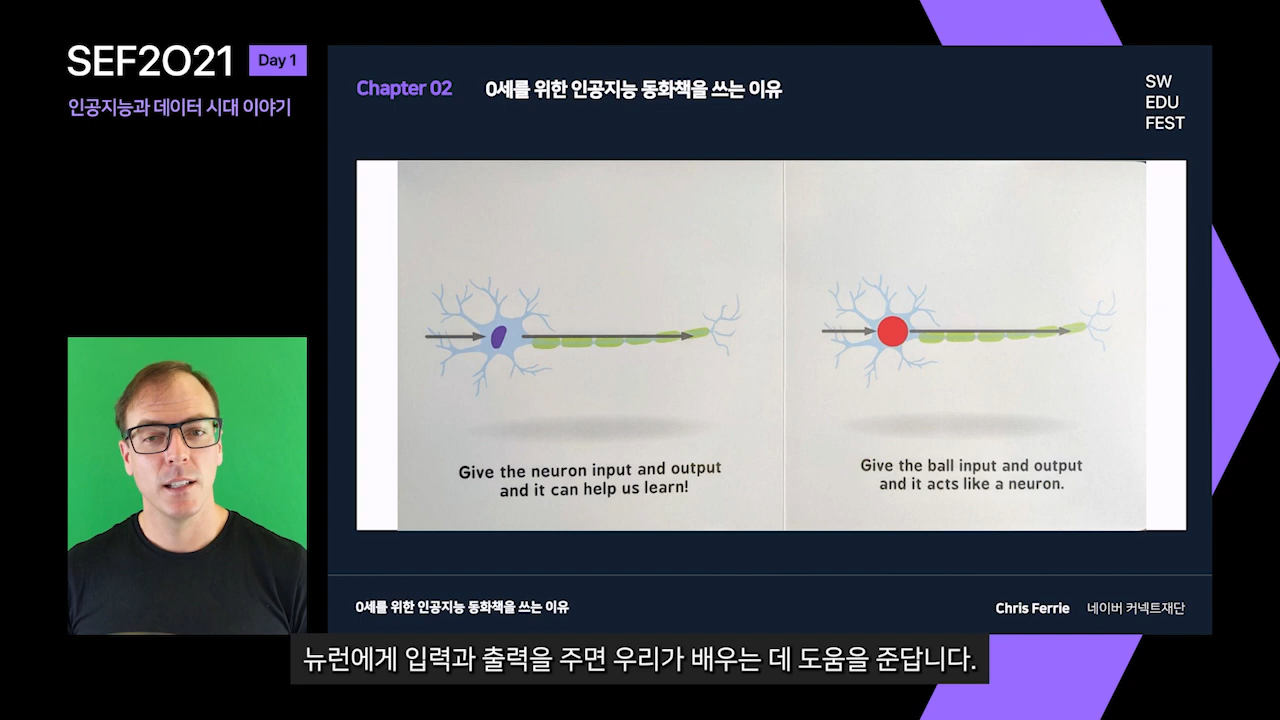 SEF2021 Day 1
인공지능과 데이터 시대 이야기
Chapter 02 0세를 위한 인공지능 동화책을 쓰는 이유
SW
EDU
FEST
Give the neuron input and output
and it can help us learn!
Give the ball input and output
and it acts like a neuron.
0세를 위한 인공지능 동화책을 쓰는 이유
Chris Ferrie 네이버 커넥트재단
뉴런에게 입력과 출력을 주면 우리가 배우는 데 도움을 준답니다.